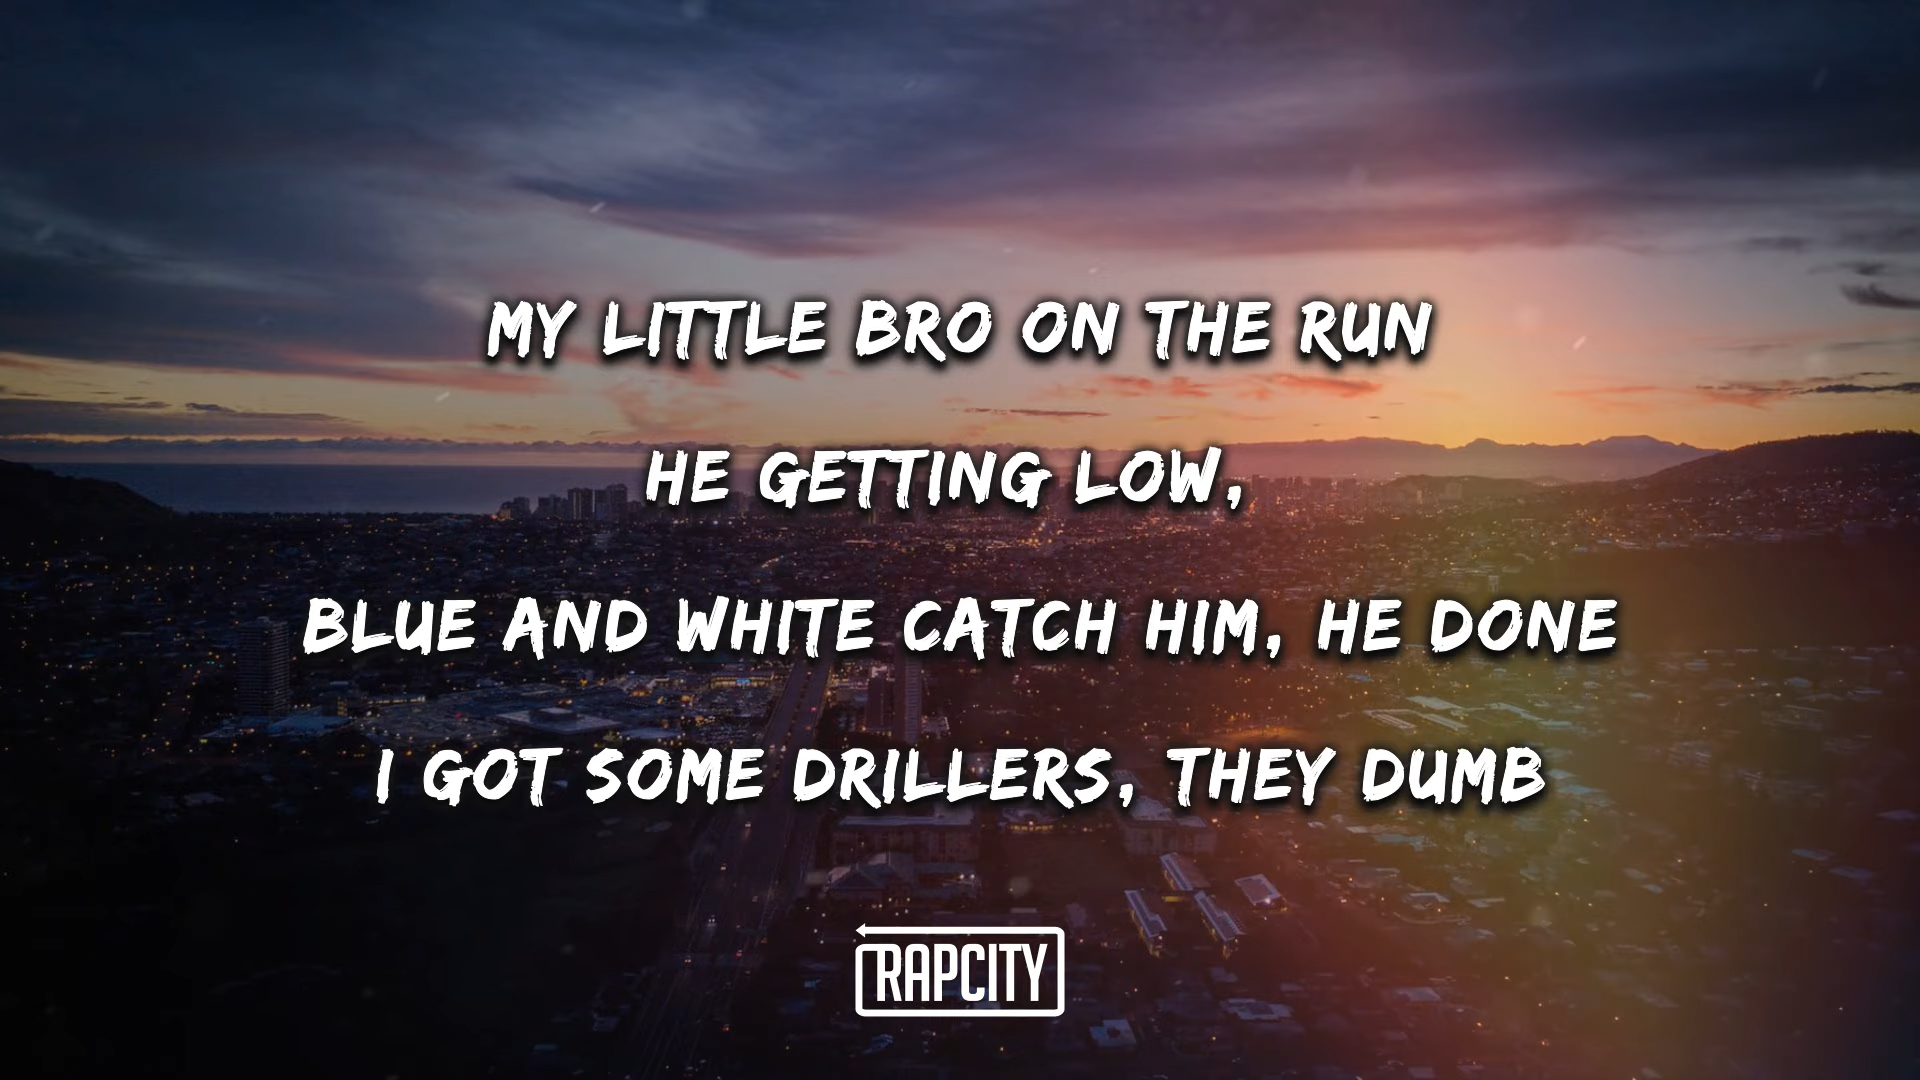 MY LITTLE BRO ON THE RUN
HE GETTING LOW,
BLUE AND WHITE CATCH HIM, HE DONE
I GOT SOME DRILLERS, THEY DUMB
RAPCITY